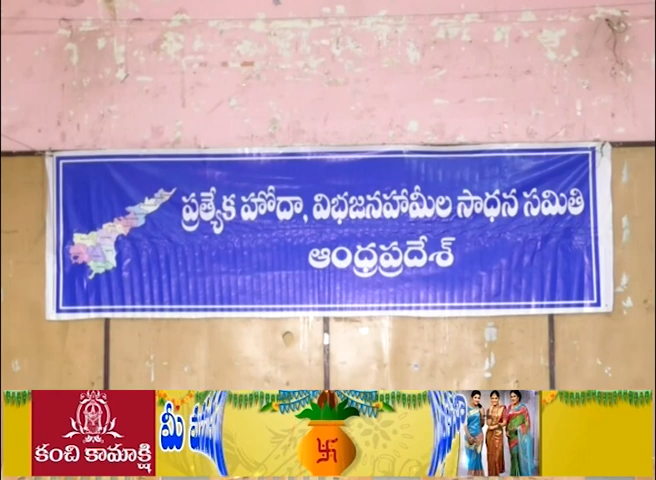 ప్రత్యేక హోదా, విభజనహామీల సాధన సమితి
ఆంధ్రప్రదేశ్
కంచి కామాక్షి
మీ